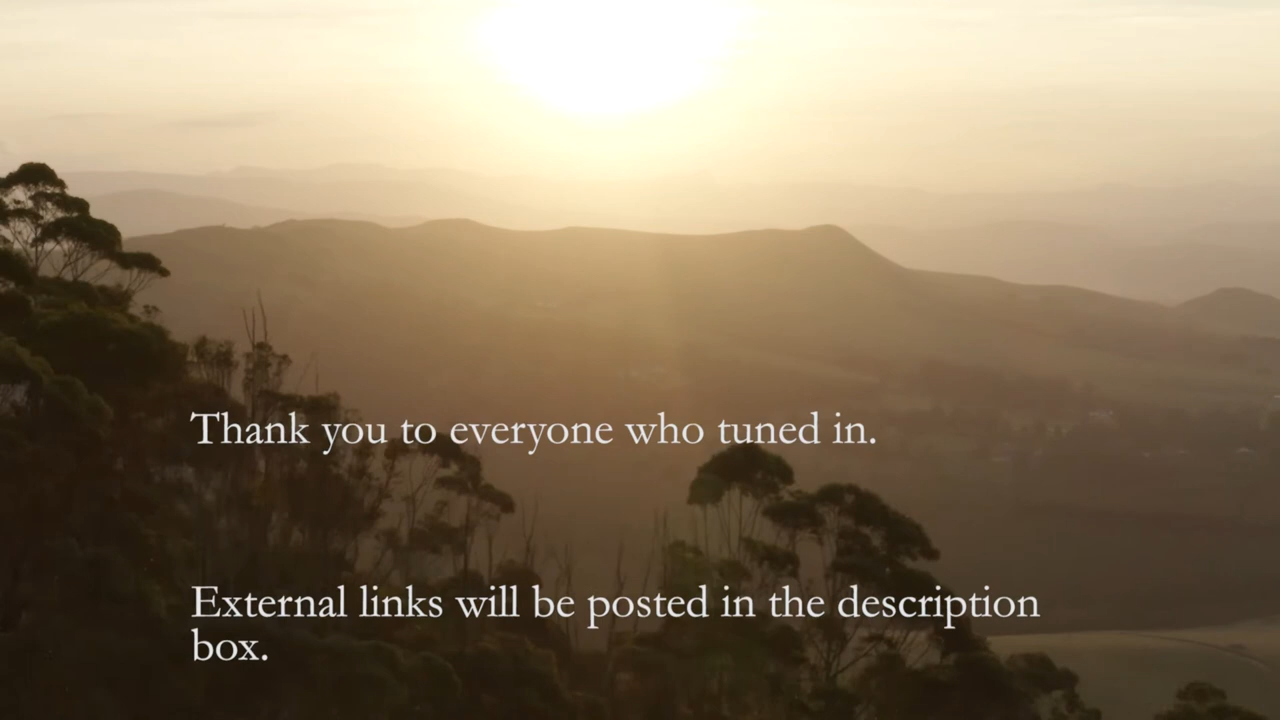 Thank you to everyone who tuned in.
External links will be posted in the description
box.